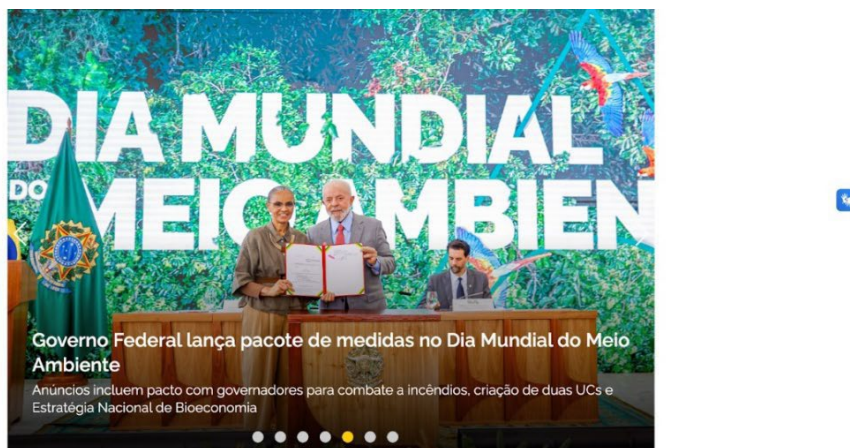 DIA MUNDIAL
DO MEIO AMBIEN
Governo Federal lança pacote de medidas no Dia Mundial do Meio
Ambiente
Anúncios incluem pacto com governadores para combate a incêndios, criação de duas UCs e
Estratégia Nacional de Bioeconomia